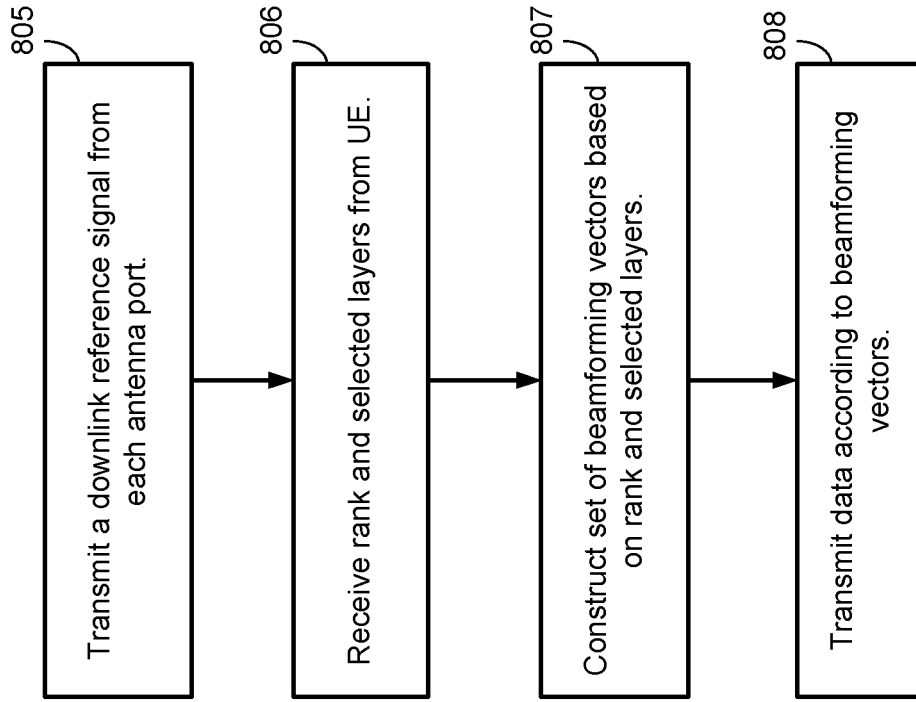 805
Transmit a downlink reference signal from
each antenna port.
806
Receive rank and selected layers from UE.
807
Construct set of beamforming vectors based
on rank and selected layers.
808
Transmit data according to beamforming
vectors.